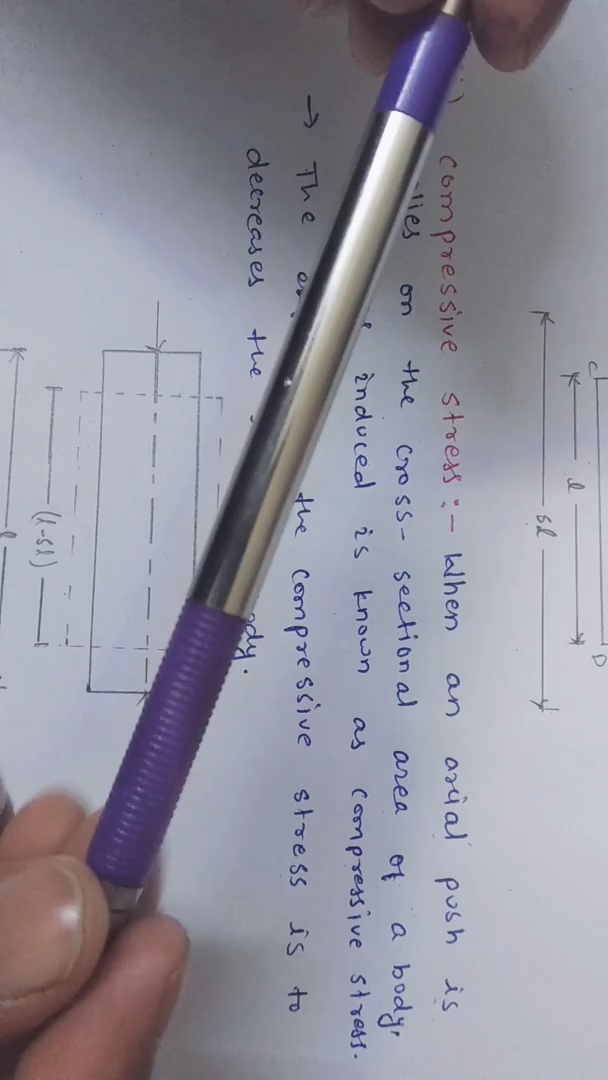 compressive stress:- When an axial push is
on the cross-sectional area of a body,
induced is known as compressive stress.
→ The the compressive stress is to
decreases the
l
δl
C
D
(l-δl)
l